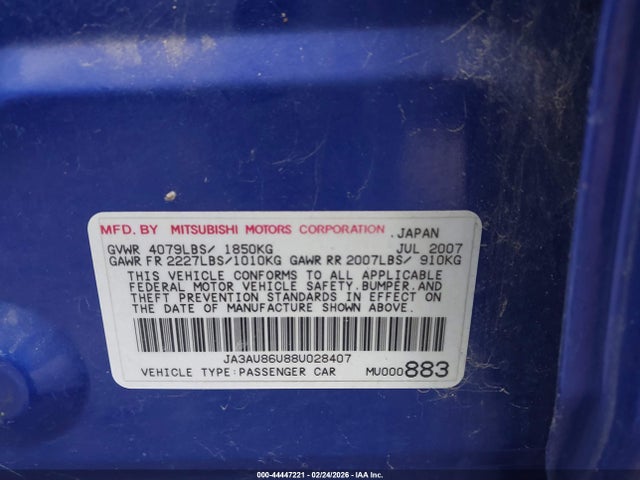 MFD. BY MITSUBISHI MOTORS CORPORATION .JAPAN
GVWR 4079LBS/ 1850KG JUL 2007
GAWR FR 2227LBS/1010KG GAWR RR 2007LBS/ 910KG
THIS VEHICLE CONFORMS TO ALL APPLICABLE
FEDERAL MOTOR VEHICLE SAFETY.BUMPER.AND
THEFT PREVENTION STANDARDS IN EFFECT ON
THE DATE OF MANUFACTURE SHOWN ABOVE.
JA3AU86U88U028407
VEHICLE TYPE:PASSENGER CAR MU000883
000-44447221 - 02/24/2026 - IAA Inc.